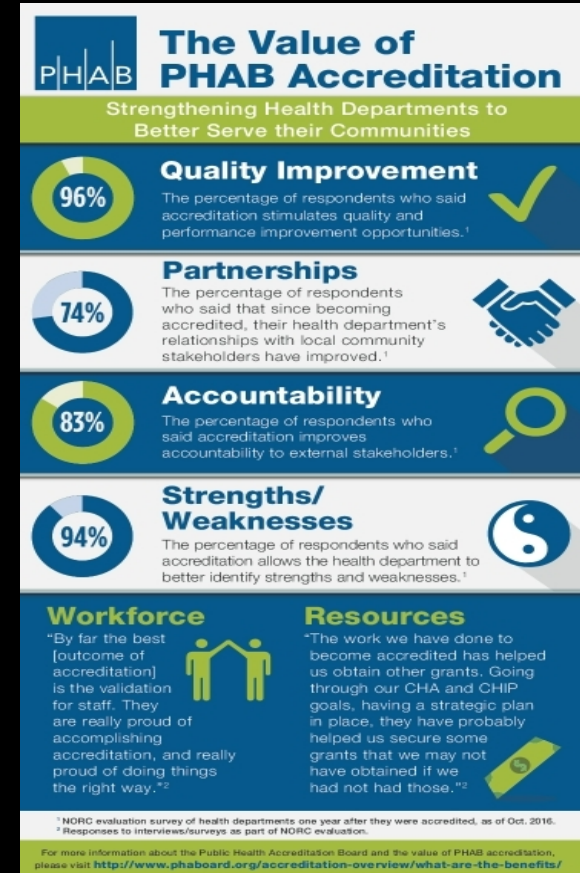 PHAB
The Value of
PHAB Accreditation
Strengthening Health Departments to
Better Serve their Communities
96%
Quality Improvement
The percentage of respondents who said
accreditation stimulates quality and
performance improvement opportunities.¹
74%
Partnerships
The percentage of respondents
who said that since becoming
accredited, their health department's
relationships with local community
stakeholders have improved.¹
83%
Accountability
The percentage of respondents who
said accreditation improves
accountability to external stakeholders.¹
94%
Strengths/
Weaknesses
The percentage of respondents who said
accreditation allows the health department to
better identify strengths and weaknesses.¹
Workforce
"By far the best
[outcome of
accreditation]
is the validation
for staff. They
are really proud of
accomplishing
accreditation, and really
proud of doing things
the right way."²
Resources
"The work we have done to
become accredited has helped
us obtain other grants. Going
through our CHA and CHIP
goals, having a strategic plan
in place, they have probably
helped us secure some
grants that we may not
have obtained if we
had not had those."²
$
¹ NORC evaluation survey of health departments one year after they were accredited, as of Oct. 2016.
² Responses to interviews/surveys as part of NORC evaluation.
For more information about the Public Health Accreditation Board and the value of PHAB accreditation,
please visit http://www.phaboard.org/accreditation-overview/what-are-the-benefits/